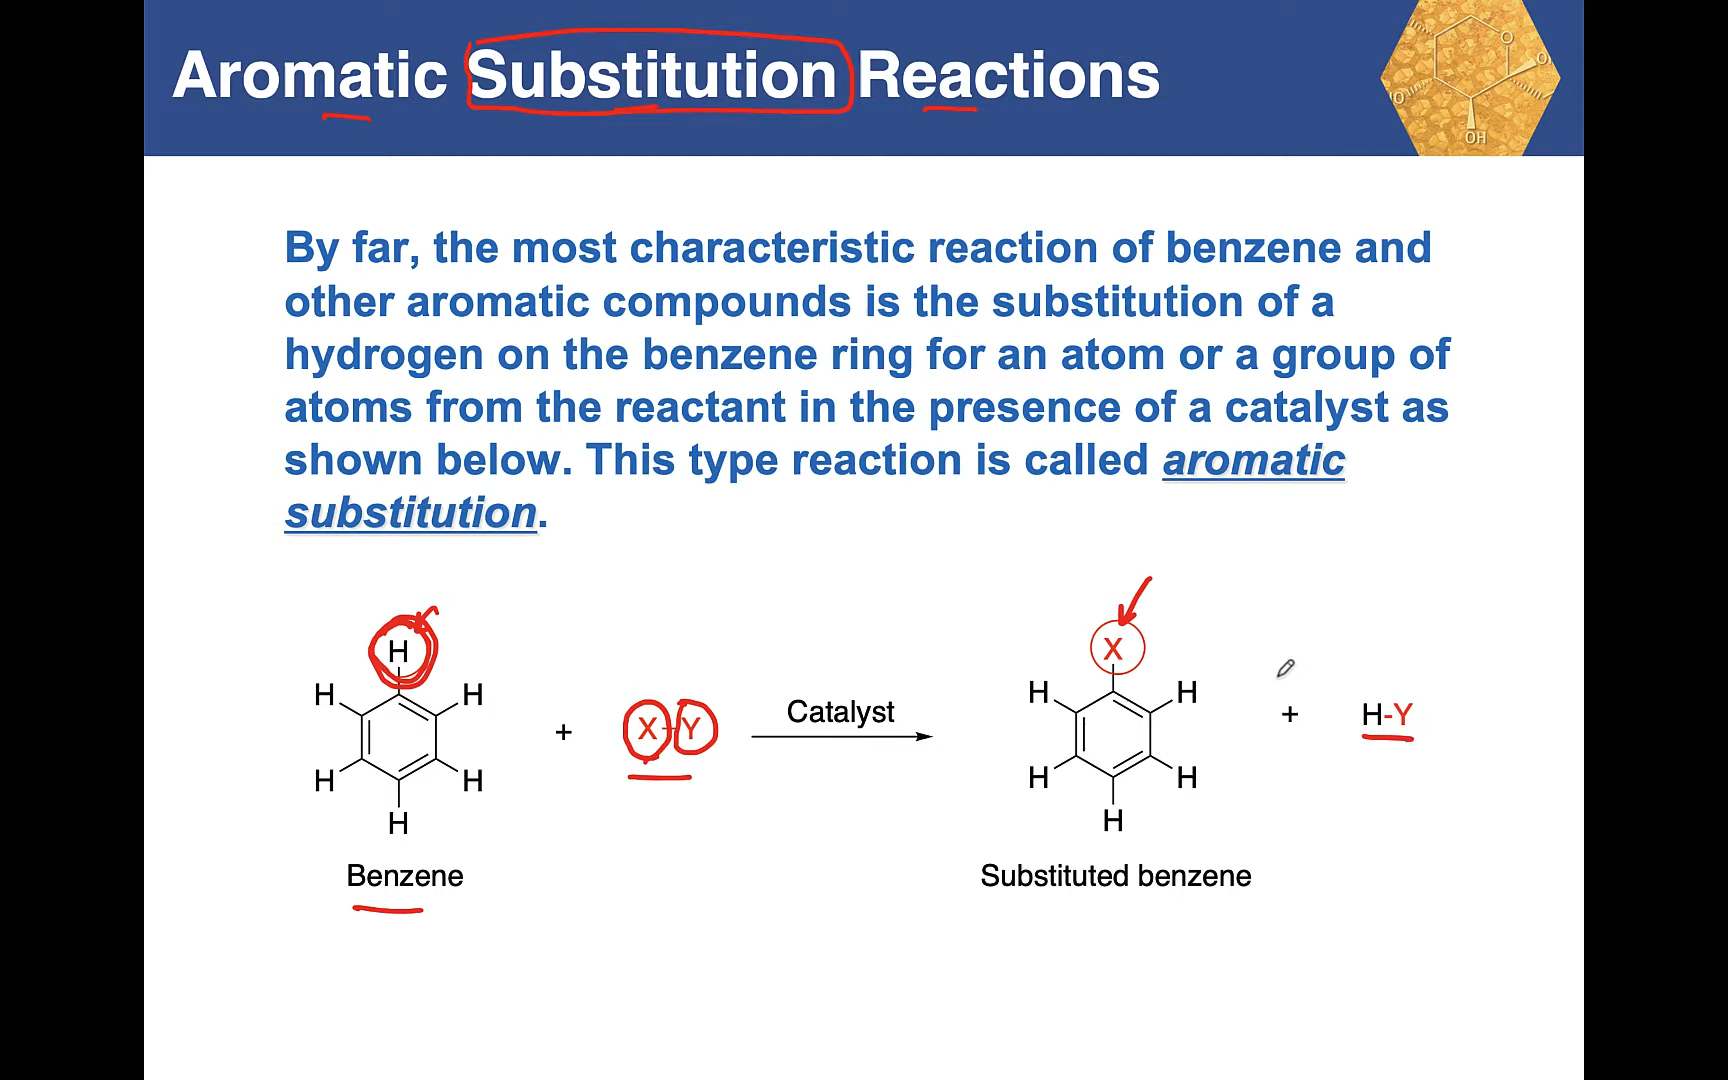 Aromatic Substitution Reactions
O
O
HO
OH
By far, the most characteristic reaction of benzene and
other aromatic compounds is the substitution of a
hydrogen on the benzene ring for an atom or a group of
atoms from the reactant in the presence of a catalyst as
shown below. This type reaction is called aromatic
substitution.
H
H H
H H
H
Benzene
+
X-Y
Catalyst
X
H H
H H
H
Substituted benzene
+
H-Y